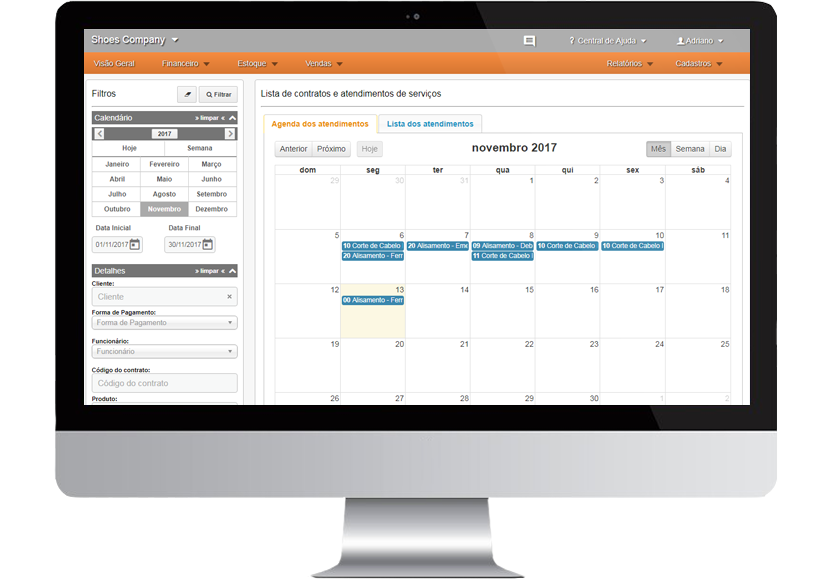 Shoes Company
? Central de Ajuda
Adriano
Visão Geral Financeiro Estoque Vendas Relatórios Cadastros
Filtros
Filtrar
Calendário » limpar «
2017
Hoje Semana
Janeiro Fevereiro Março
Abril Maio Junho
Julho Agosto Setembro
Outubro Novembro Dezembro
Data Inicial Data Final
01/11/2017 30/11/2017
Detalhes » limpar «
Cliente:
Cliente ×
Forma de Pagamento:
Forma de Pagamento
Funcionário:
Funcionário
Código do contrato:
Código do contrato
Produto:
Lista de contratos e atendimentos de serviços
Agenda dos atendimentos Lista dos atendimentos
Anterior Próximo Hoje novembro 2017 Mês Semana Dia
dom seg ter qua qui sex sáb
29 30 31 1 2 3 4
5 6 7 8 9 10 11
10 Corte de Cabelo 20 Alisamento - Eme 09 Alisamento - Deb 10 Corte de Cabelo 10 Corte de Cabelo
20 Alisamento - Ferr 11 Corte de Cabelo
12 13 14 15 16 17 18
00 Alisamento - Ferr
19 20 21 22 23 24 25
26 27 28 29 30 1 2